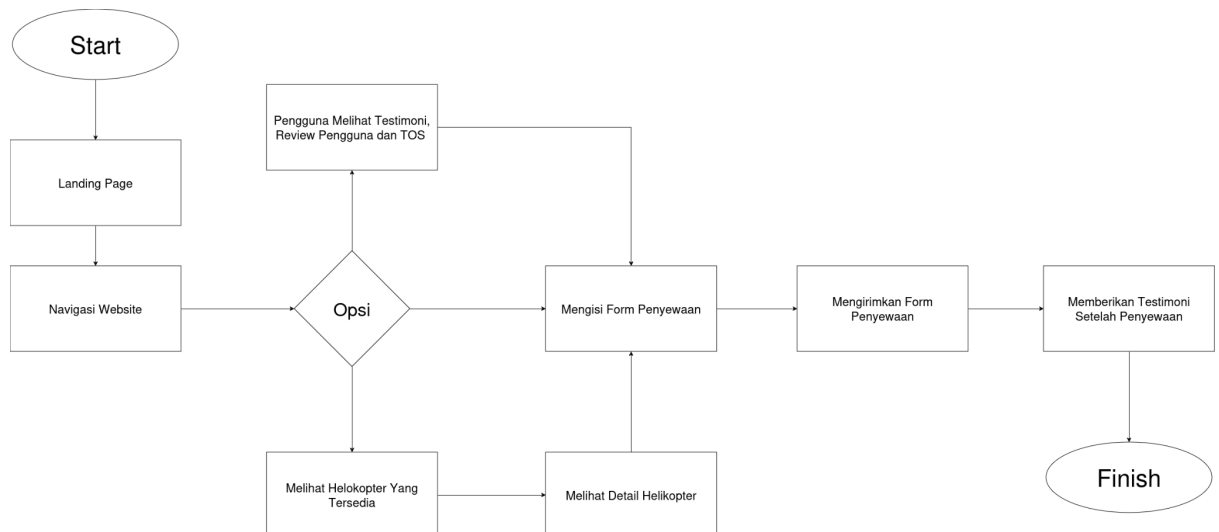 Start
Pengguna Melihat Testimoni,
Review Pengguna dan TOS
Landing Page
Navigasi Website
Opsi
Mengisi Form Penyewaan
Mengirimkan Form
Penyewaan
Memberikan Testimoni
Setelah Penyewaan
Melihat Helokopter Yang
Tersedia
Melihat Detail Helikopter
Finish